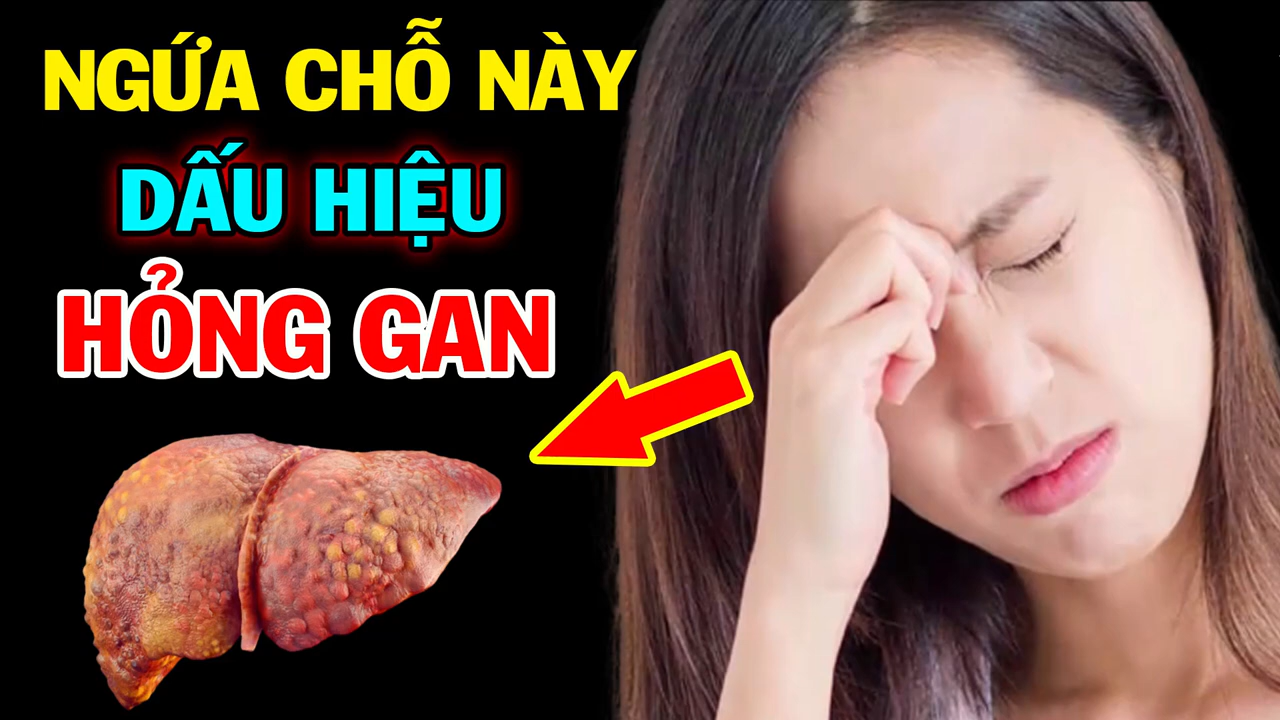 NGỨA CHỖ NÀY
DẤU HIỆU
HỎNG GAN